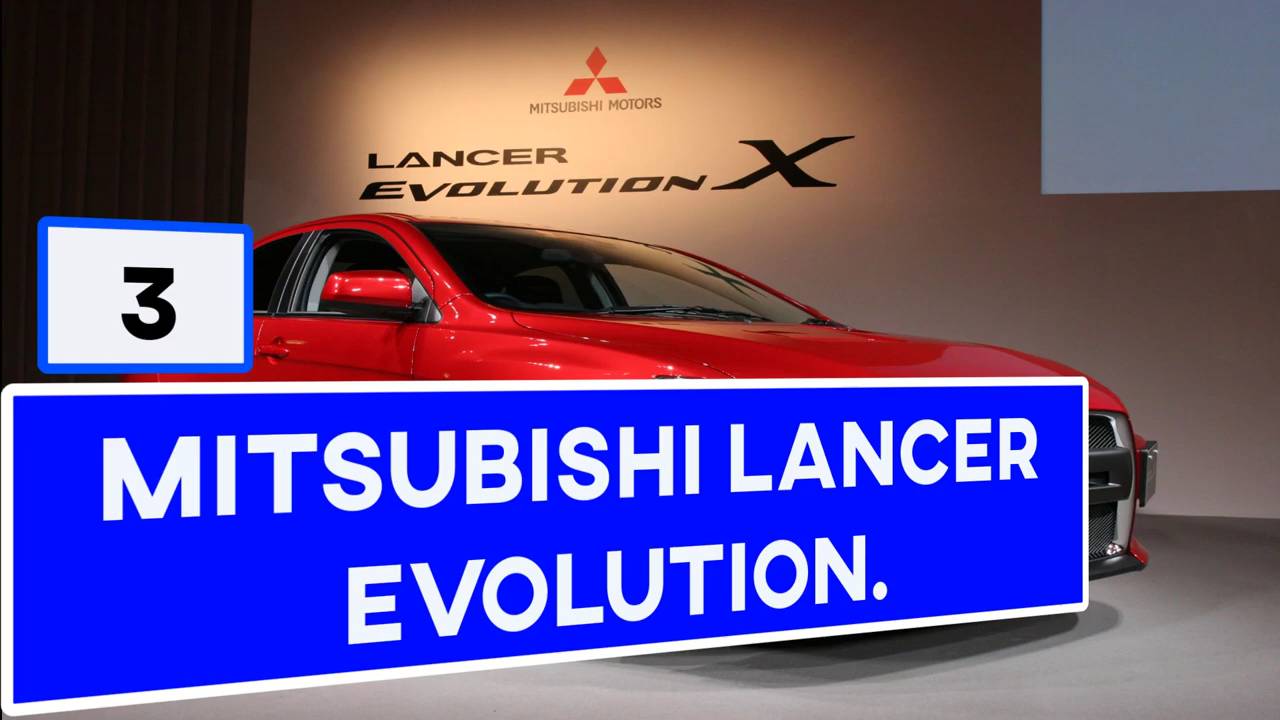 MITSUBISHI MOTORS
LANCER
EVOLUTION X
3
MITSUBISHI LANCER
EVOLUTION.